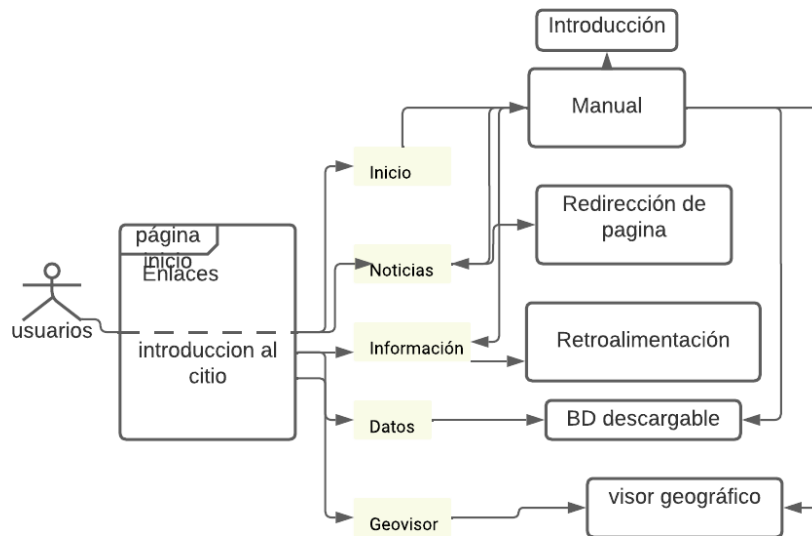 Introducción
Manual
Inicio
Redirección de
pagina
página
inicio
Enlaces
Noticias
usuarios
introduccion al
citio
Información
Retroalimentación
Datos
BD descargable
Geovisor
visor geográfico